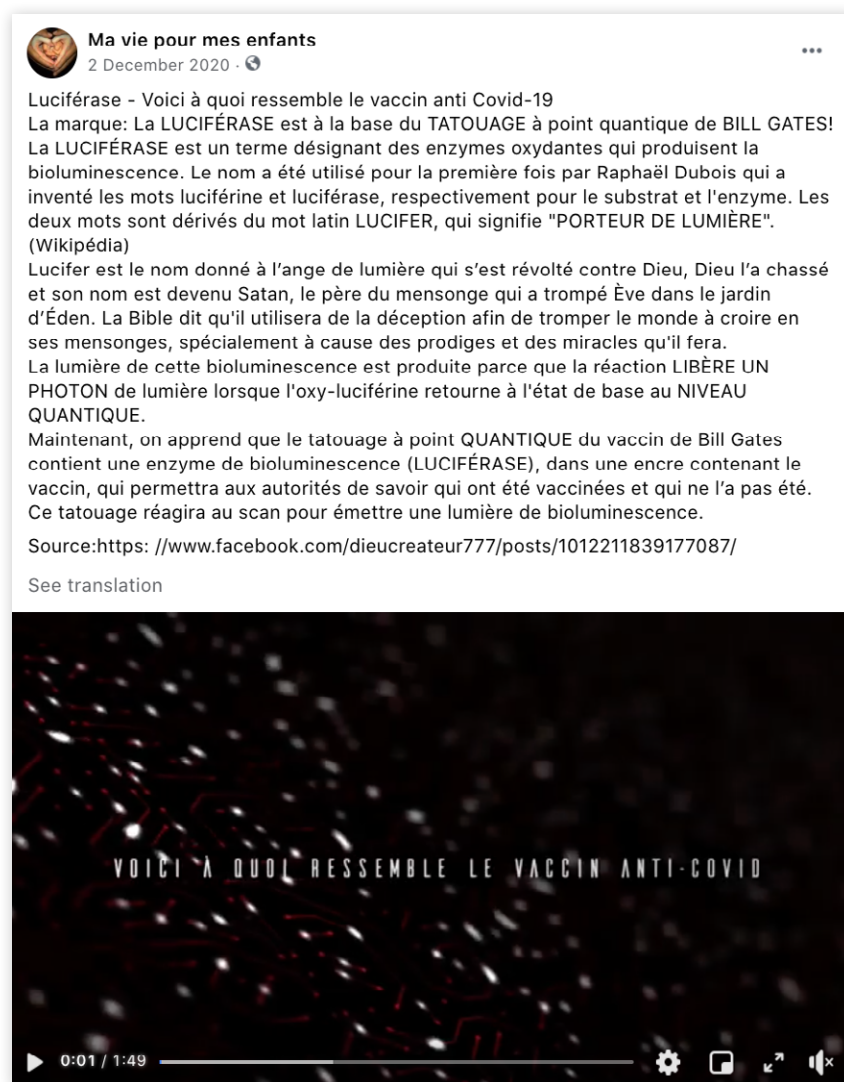 Ma vie pour mes enfants
2 December 2020 ·
Luciférase - Voici à quoi ressemble le vaccin anti Covid-19
La marque: La LUCIFÉRASE est à la base du TATOUAGE à point quantique de BILL GATES!
La LUCIFÉRASE est un terme désignant des enzymes oxydantes qui produisent la
bioluminescence. Le nom a été utilisé pour la première fois par Raphaël Dubois qui a
inventé les mots luciférine et luciférase, respectivement pour le substrat et l'enzyme. Les
deux mots sont dérivés du mot latin LUCIFER, qui signifie "PORTEUR DE LUMIÈRE".
(Wikipédia)
Lucifer est le nom donné à l’ange de lumière qui s’est révolté contre Dieu, Dieu l’a chassé
et son nom est devenu Satan, le père du mensonge qui a trompé Ève dans le jardin
d’Éden. La Bible dit qu'il utilisera de la déception afin de tromper le monde à croire en
ses mensonges, spécialement à cause des prodiges et des miracles qu'il fera.
La lumière de cette bioluminescence est produite parce que la réaction LIBÈRE UN
PHOTON de lumière lorsque l'oxy-luciférine retourne à l'état de base au NIVEAU
QUANTIQUE.
Maintenant, on apprend que le tatouage à point QUANTIQUE du vaccin de Bill Gates
contient une enzyme de bioluminescence (LUCIFÉRASE), dans une encre contenant le
vaccin, qui permettra aux autorités de savoir qui ont été vaccinées et qui ne l’a pas été.
Ce tatouage réagira au scan pour émettre une lumière de bioluminescence.
Source:https: //www.facebook.com/dieucreateur777/posts/1012211839177087/
See translation
VOICI À QUOI RESSEMBLE LE VACCIN ANTI-COVID
0:01 / 1:49